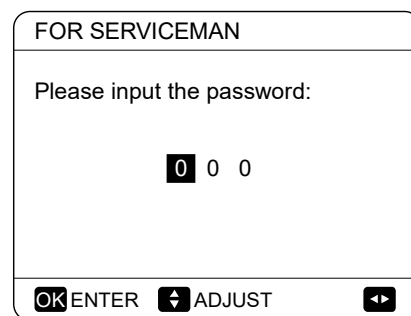 FOR SERVICEMAN
Please input the password:
0 0 0
OK ENTER ADJUST